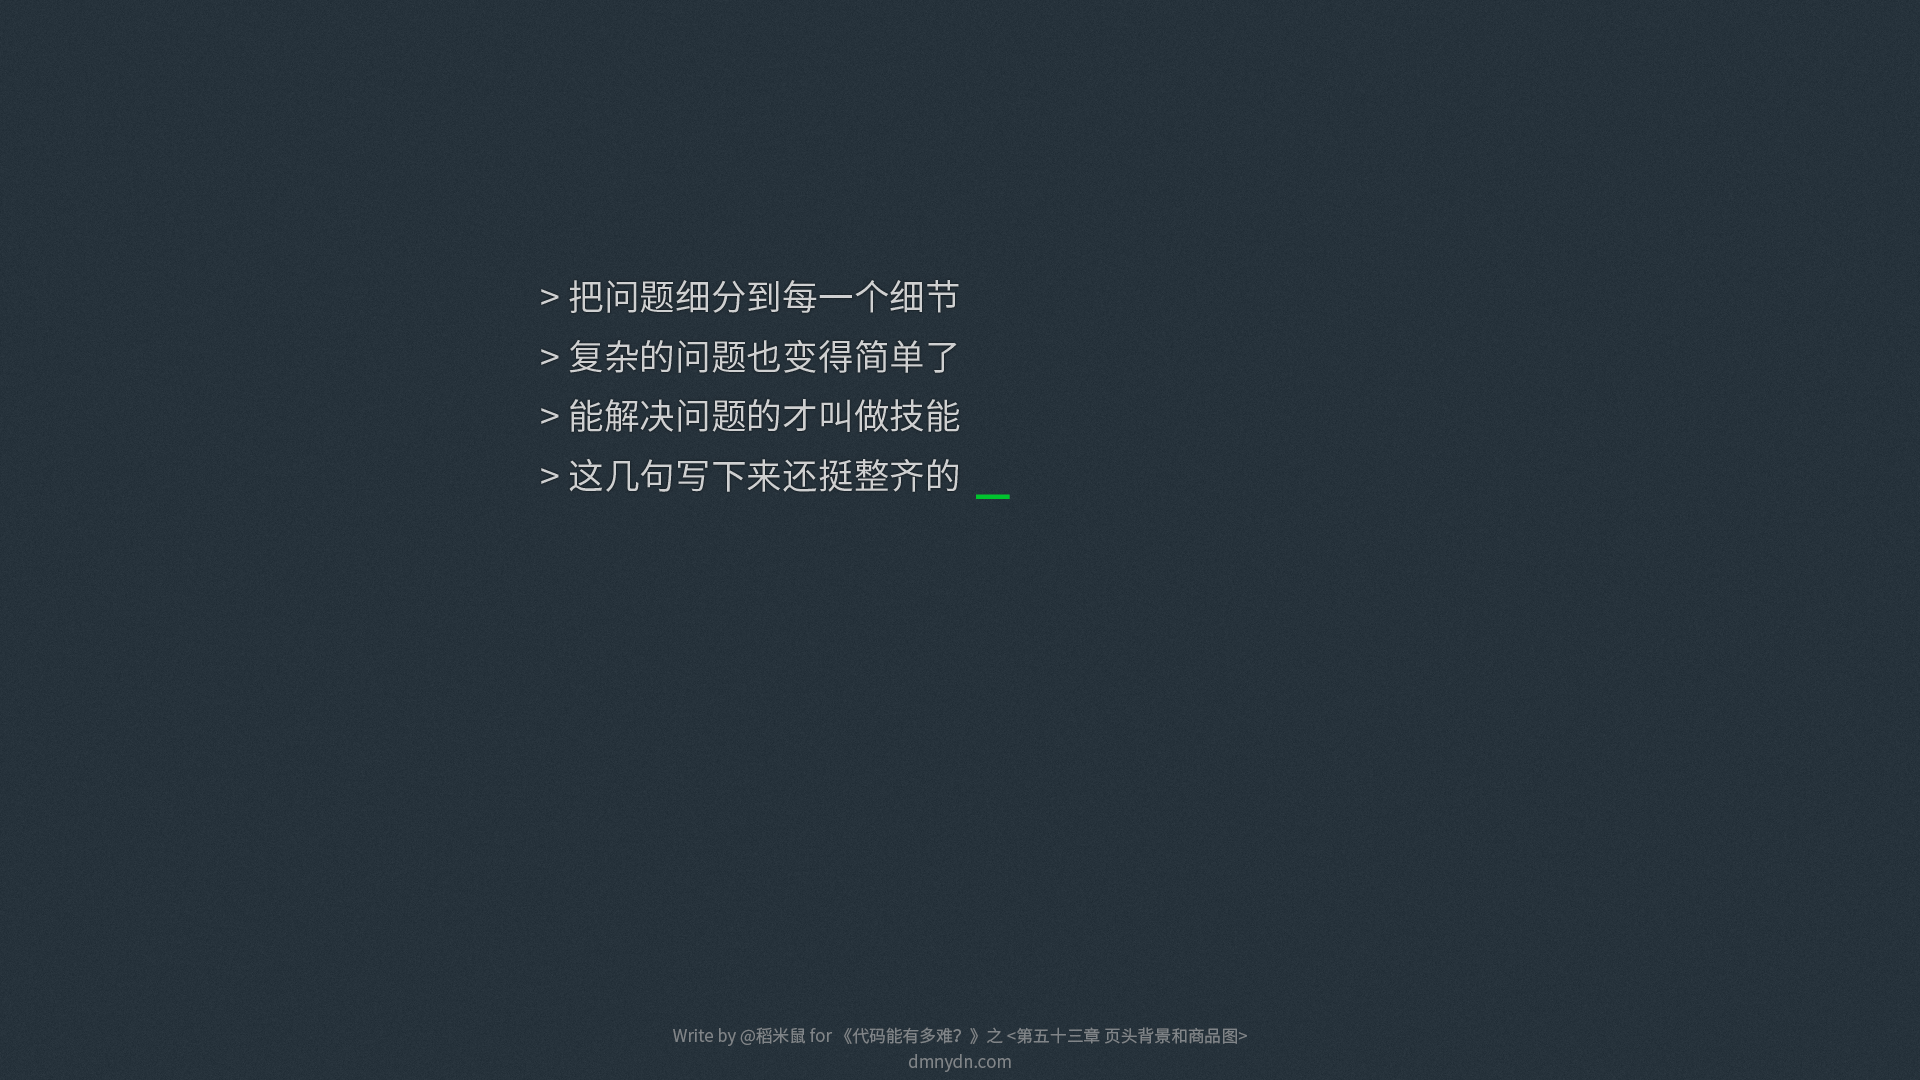 > 把问题细分到每一个细节
> 复杂的问题也变得简单了
> 能解决问题的才叫做技能
> 这几句写下来还挺整齐的 _
Write by @稻米鼠 for 《代码能有多难？》之 <第五十三章 页头背景和商品图>
dmnydn.com